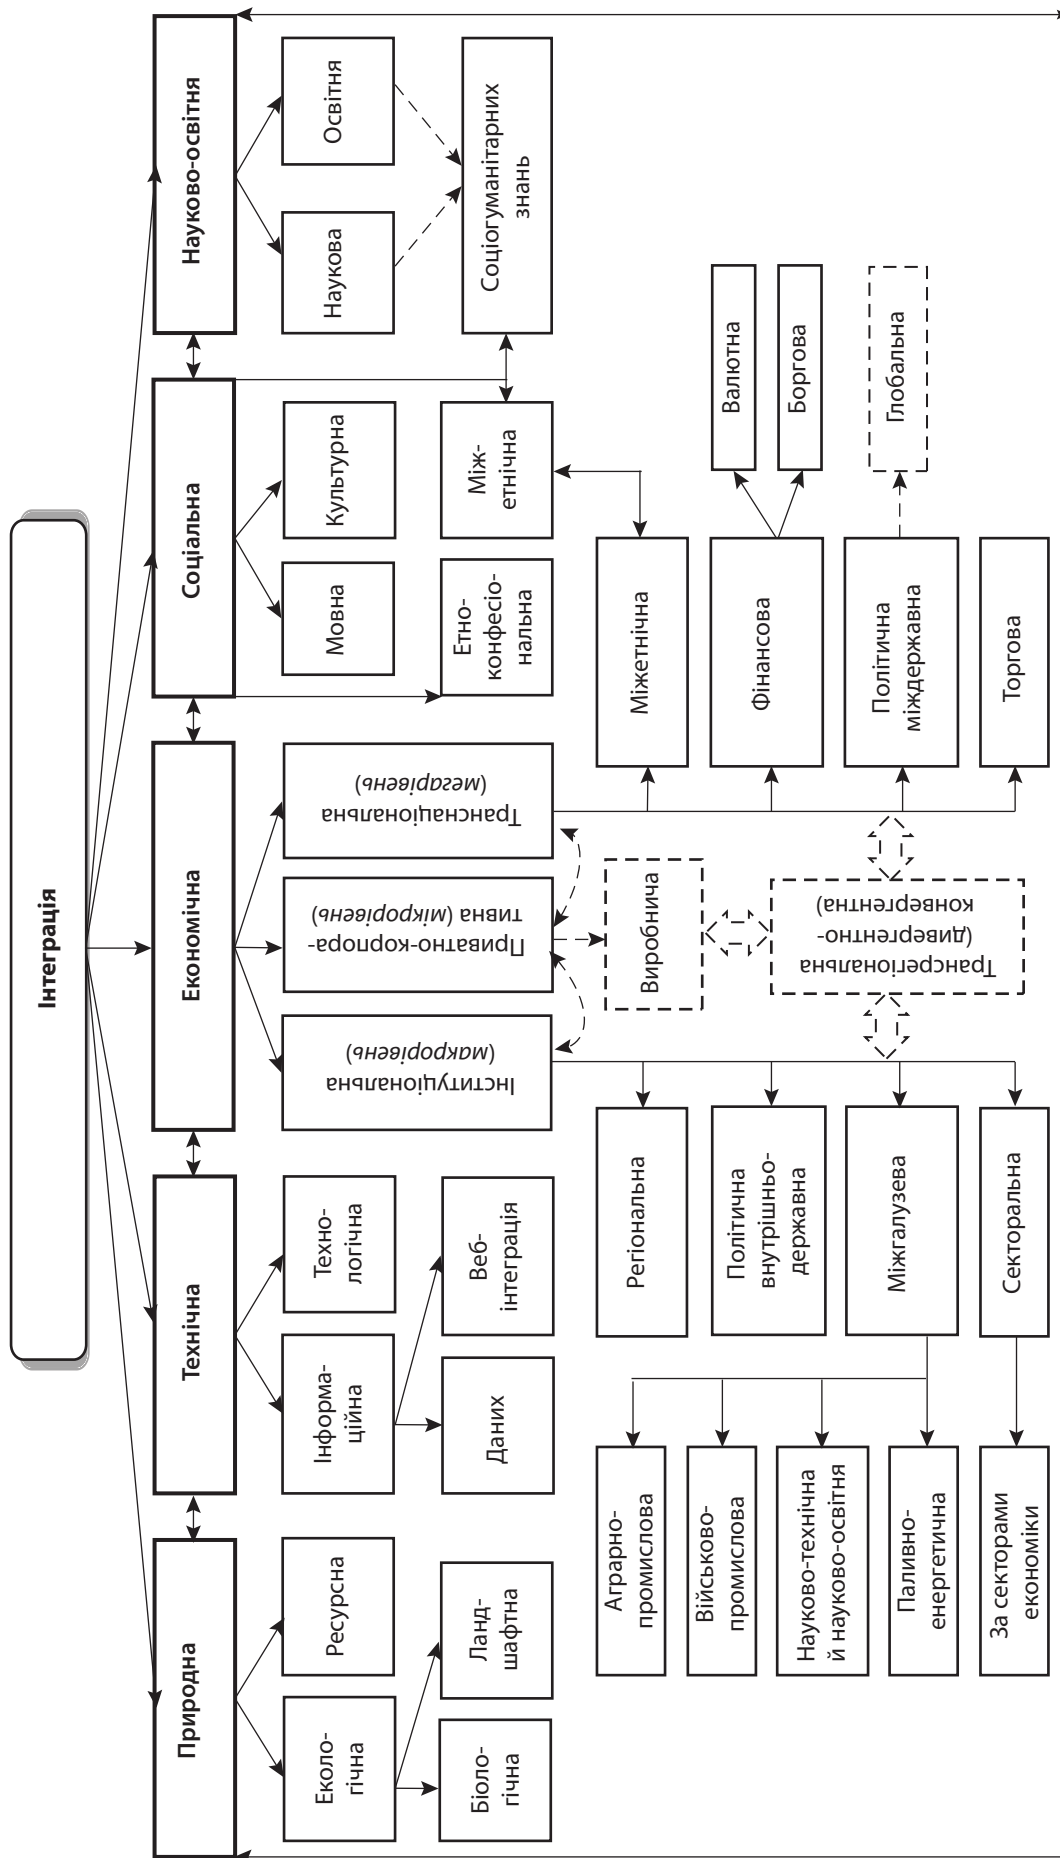 Інтеграція
Природна
Технічна
Економічна
Соціальна
Науково-освітня
Еколо-
гічна
Ресурсна
Інформа-
ційна
Техно-
логічна
Інституціональна
(макрорівень)
Приватно-корпора-
тивна (мікрорівень)
Транснаціональна
(мегарівень)
Мовна
Культурна
Наукова
Освітня
Біоло-
гічна
Ланд-
шафтна
Даних
Веб-
інтеграція
Етно-
конфесіо-
нальна
Між-
етнічна
Соціогуманітарних
знань
Аграрно-
промислова
Регіональна
Виробнича
Міжетнічна
Військово-
промислова
Політична
внутрішньо-
державна
Фінансова
Валютна
Боргова
Науково-технічна
й науково-освітня
Трансрегіональна
(дивергентно-
конвергентна)
Паливно-
енергетична
Міжгалузева
Політична
міждержавна
Глобальна
За секторами
економіки
Секторальна
Торгова